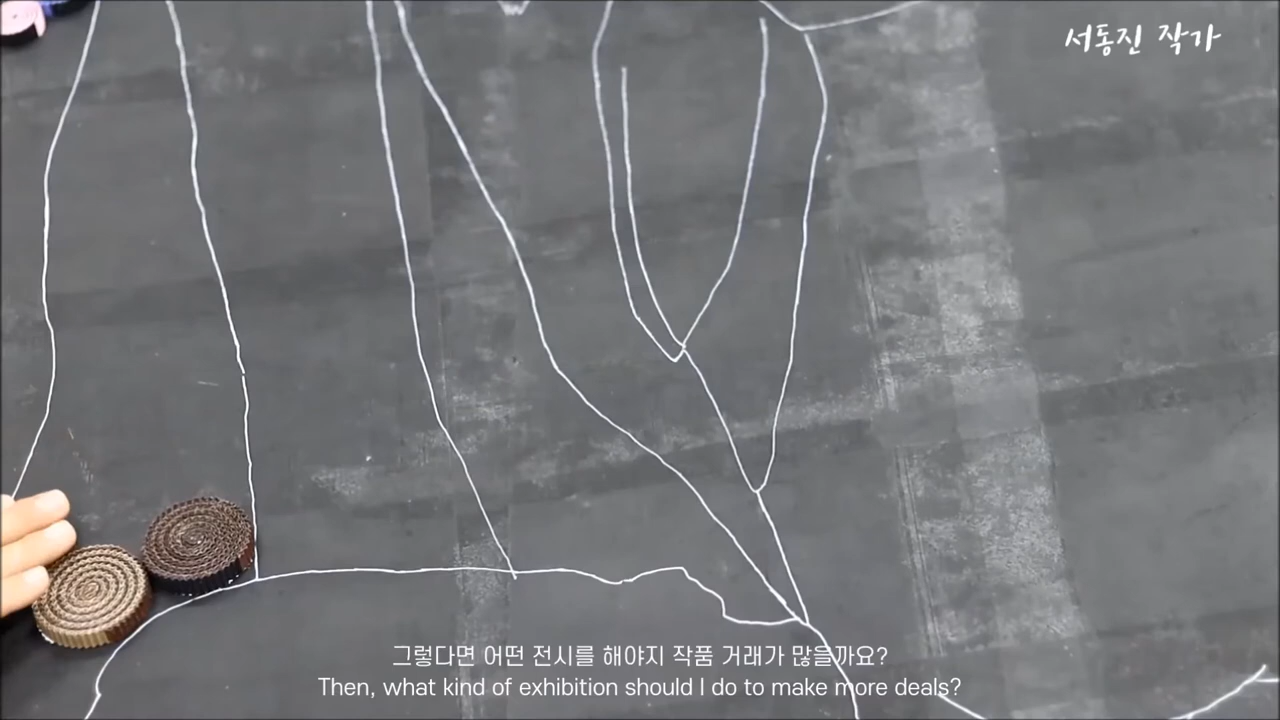 서동진 작가
그렇다면 어떤 전시를 해야지 작품 거래가 많을까요?
Then, what kind of exhibition should I do to make more deals?